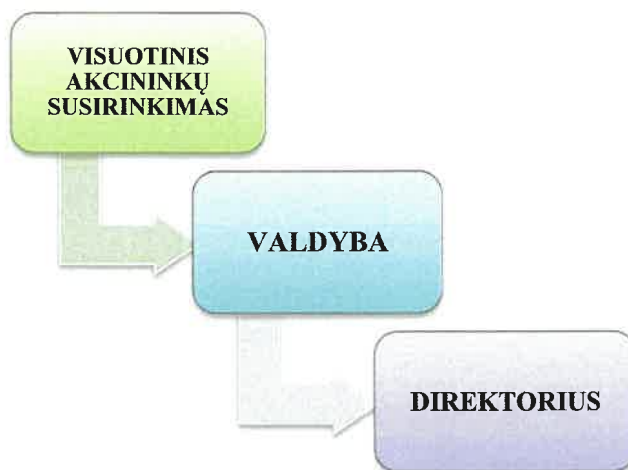 VISUOTINIS
AKCININKŲ
SUSIRINKIMAS
VALDYBA
DIREKTORIUS